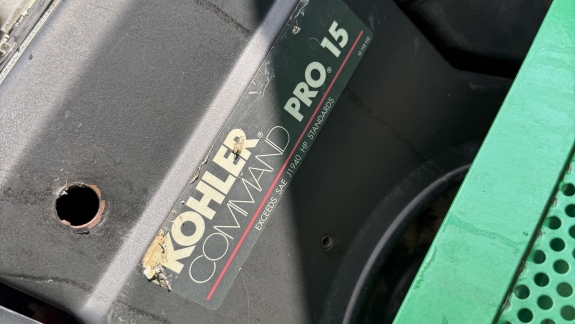 KOHLER®
COMMAND PRO® 15
EXCEEDS SAE J1940 HP STANDARDS